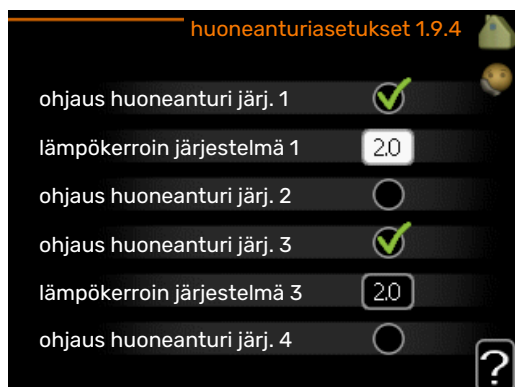 huoneanturiasetukset 1.9.4
ohjaus huoneanturi järj. 1
lämpökerroin järjestelmä 1 2.0
ohjaus huoneanturi järj. 2
ohjaus huoneanturi järj. 3
lämpökerroin järjestelmä 3 2.0
ohjaus huoneanturi järj. 4
?